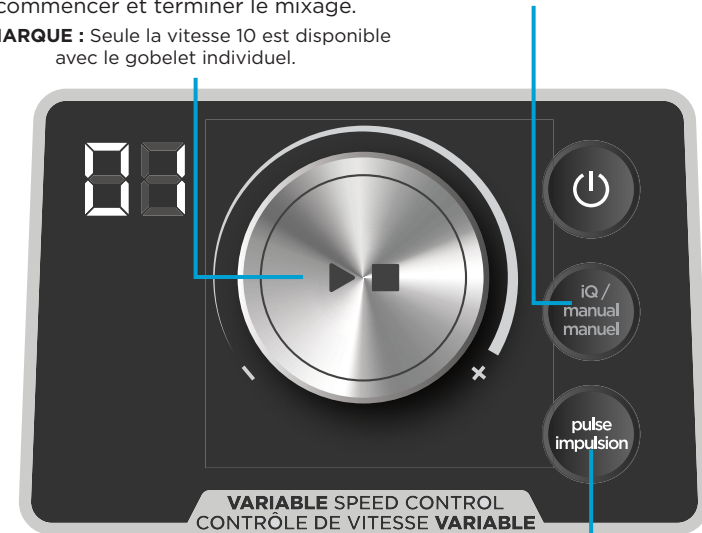 commencer et terminer le mixage.
ARQUE : Seule la vitesse 10 est disponible
avec le gobelet individuel.
01
iQ /
manual
manuel
pulse
impulsion
VARIABLE SPEED CONTROL
CONTRÔLE DE VITESSE VARIABLE